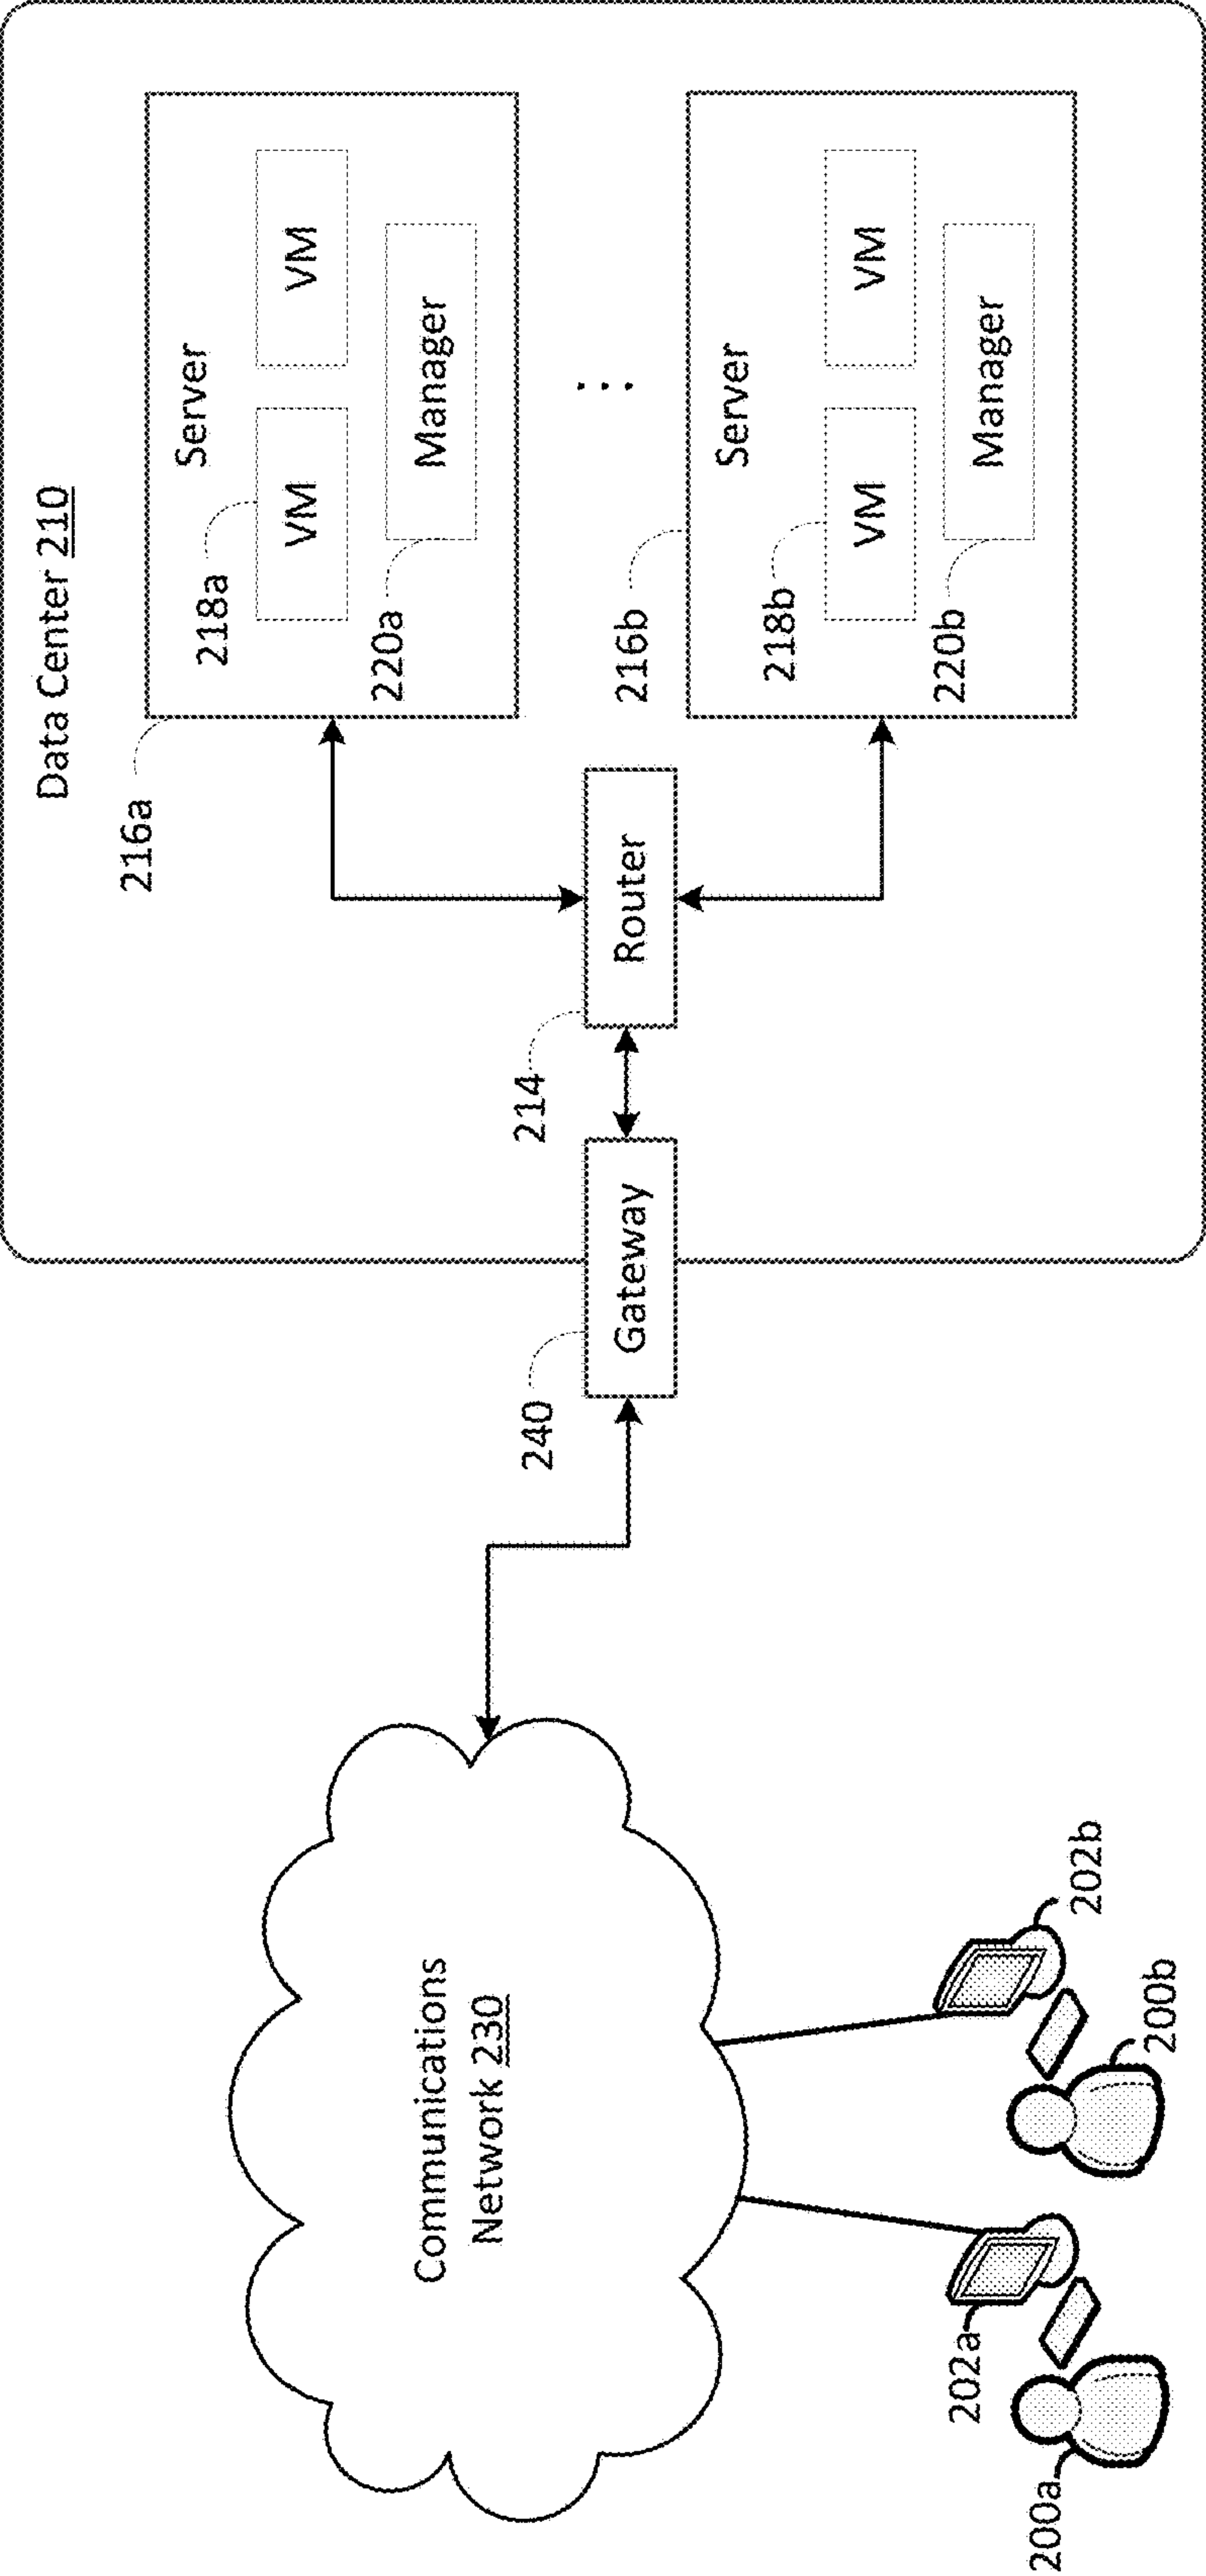 Data Center 210
216a
Server
218a
VM
VM
220a
Manager
...
216b
Server
218b
VM
VM
220b
Manager
214
Router
240
Gateway
Communications
Network 230
202a
200a
202b
200b